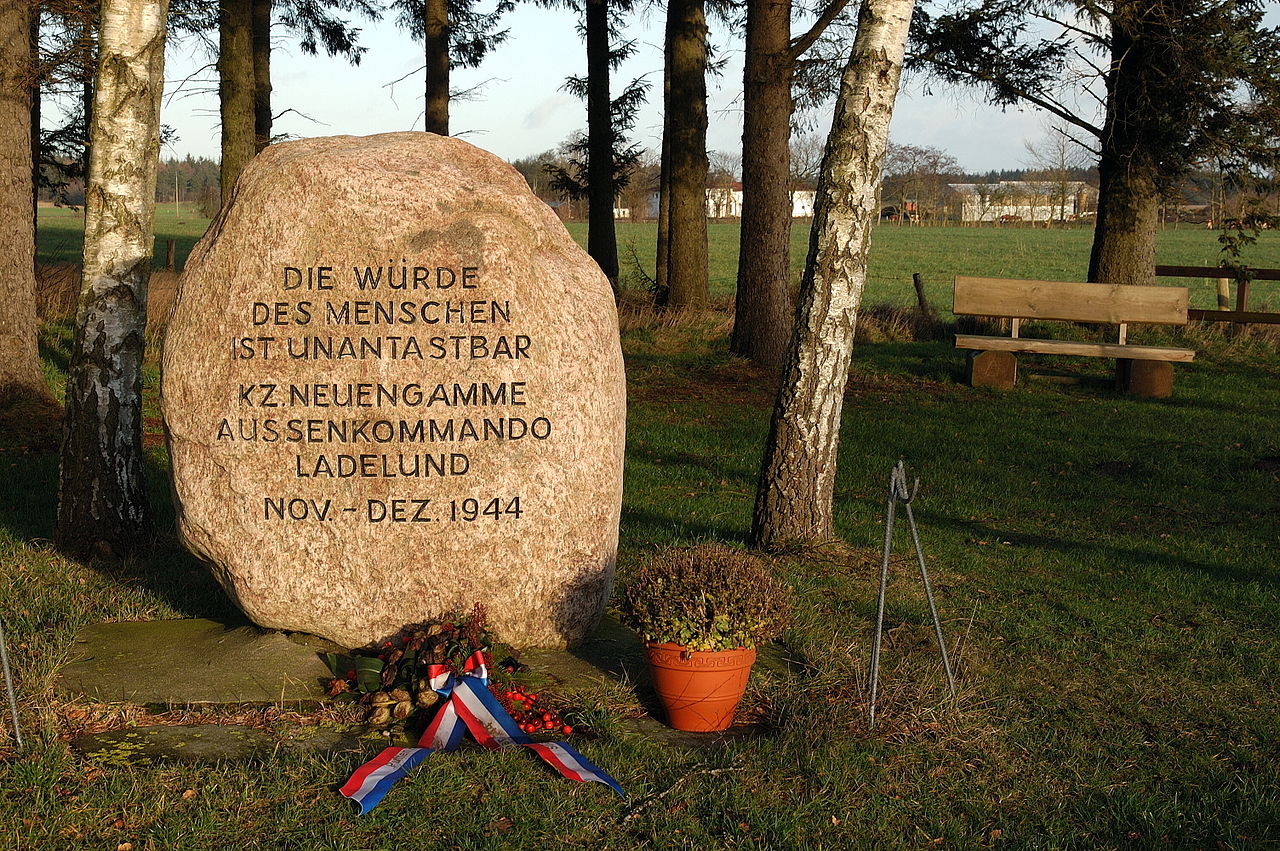 DIE WÜRDE
DES MENSCHEN
IST UNANTASTBAR
KZ. NEUENGAMME
AUSSENKOMMANDO
LADELUND
NOV. - DEZ. 1944